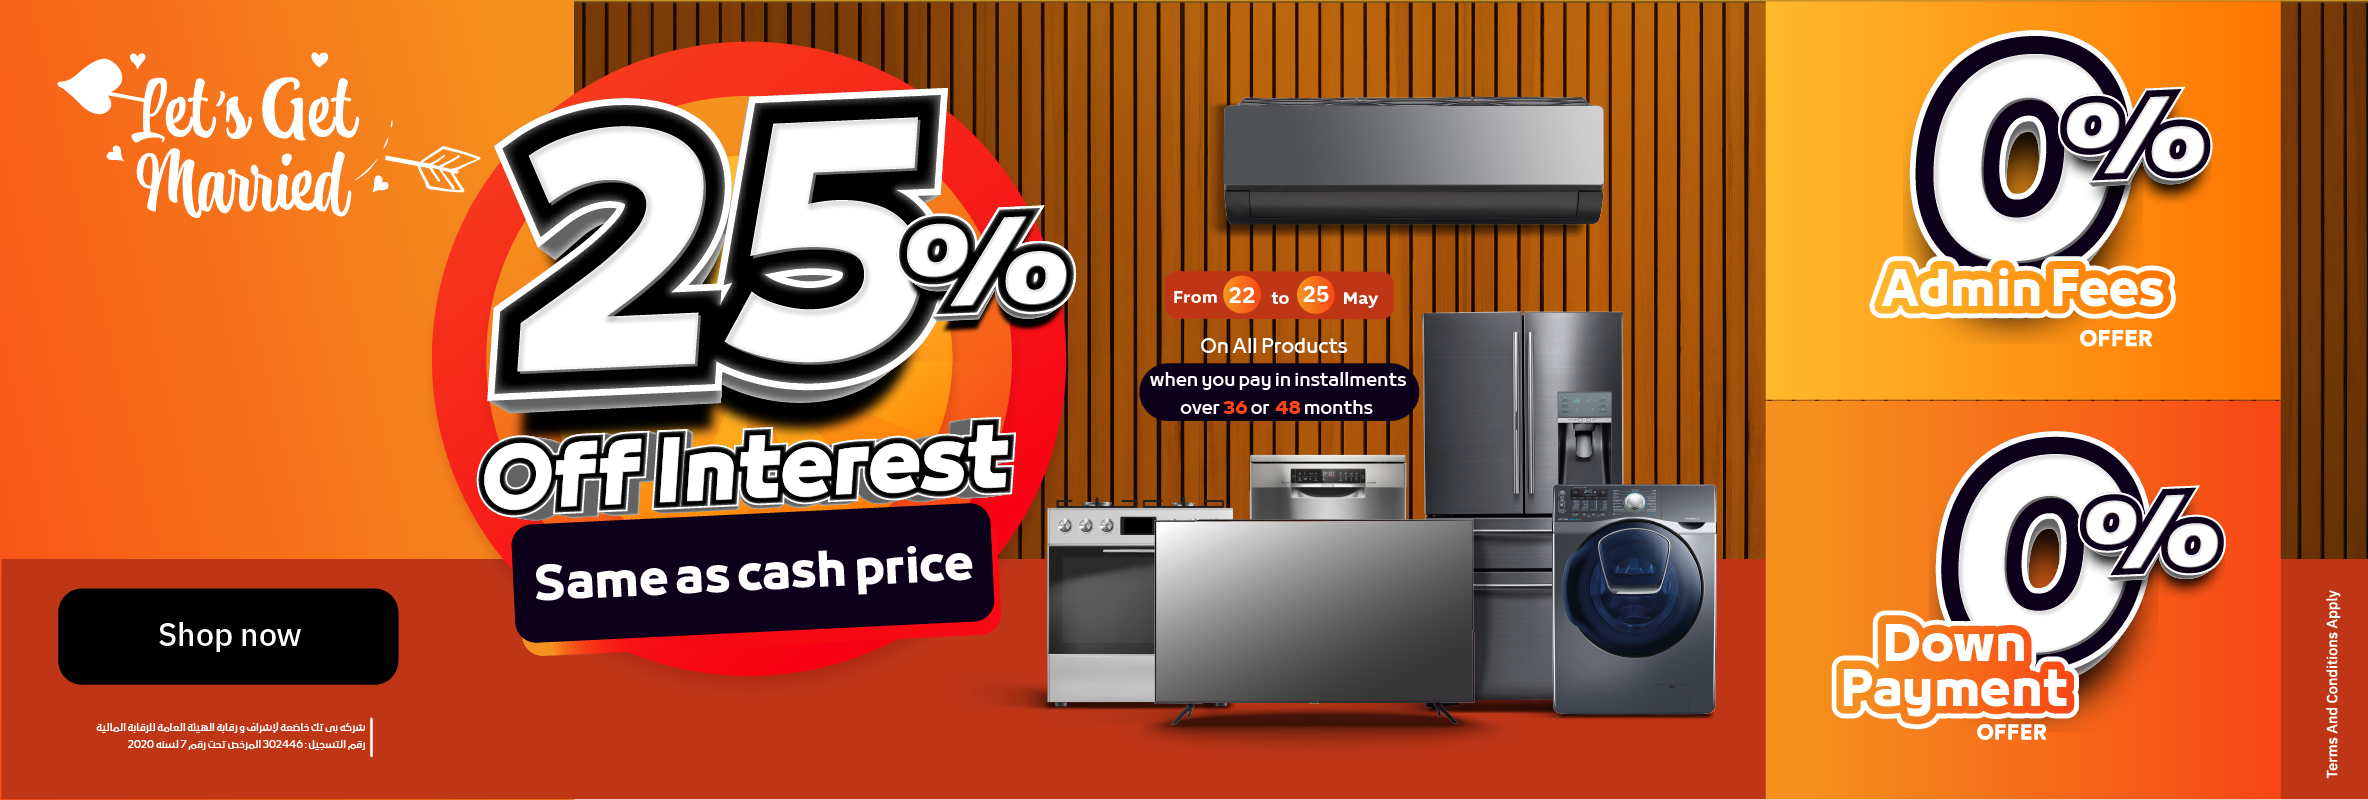 Let's Get
Married
25%
Off Interest
Same as cash price
Shop now
شركه بى تك خاضعة لإشراف و رقابة الهيئة العامة للرقابة المالية
رقم التسجيل : 302446 المرخص تحت رقم 7 لسنه 2020
From 22 to 25 May
On All Products
when you pay in installments
over 36 or 48 months
0%
Admin Fees
OFFER
0%
Down
Payment
OFFER
Terms And Conditions Apply